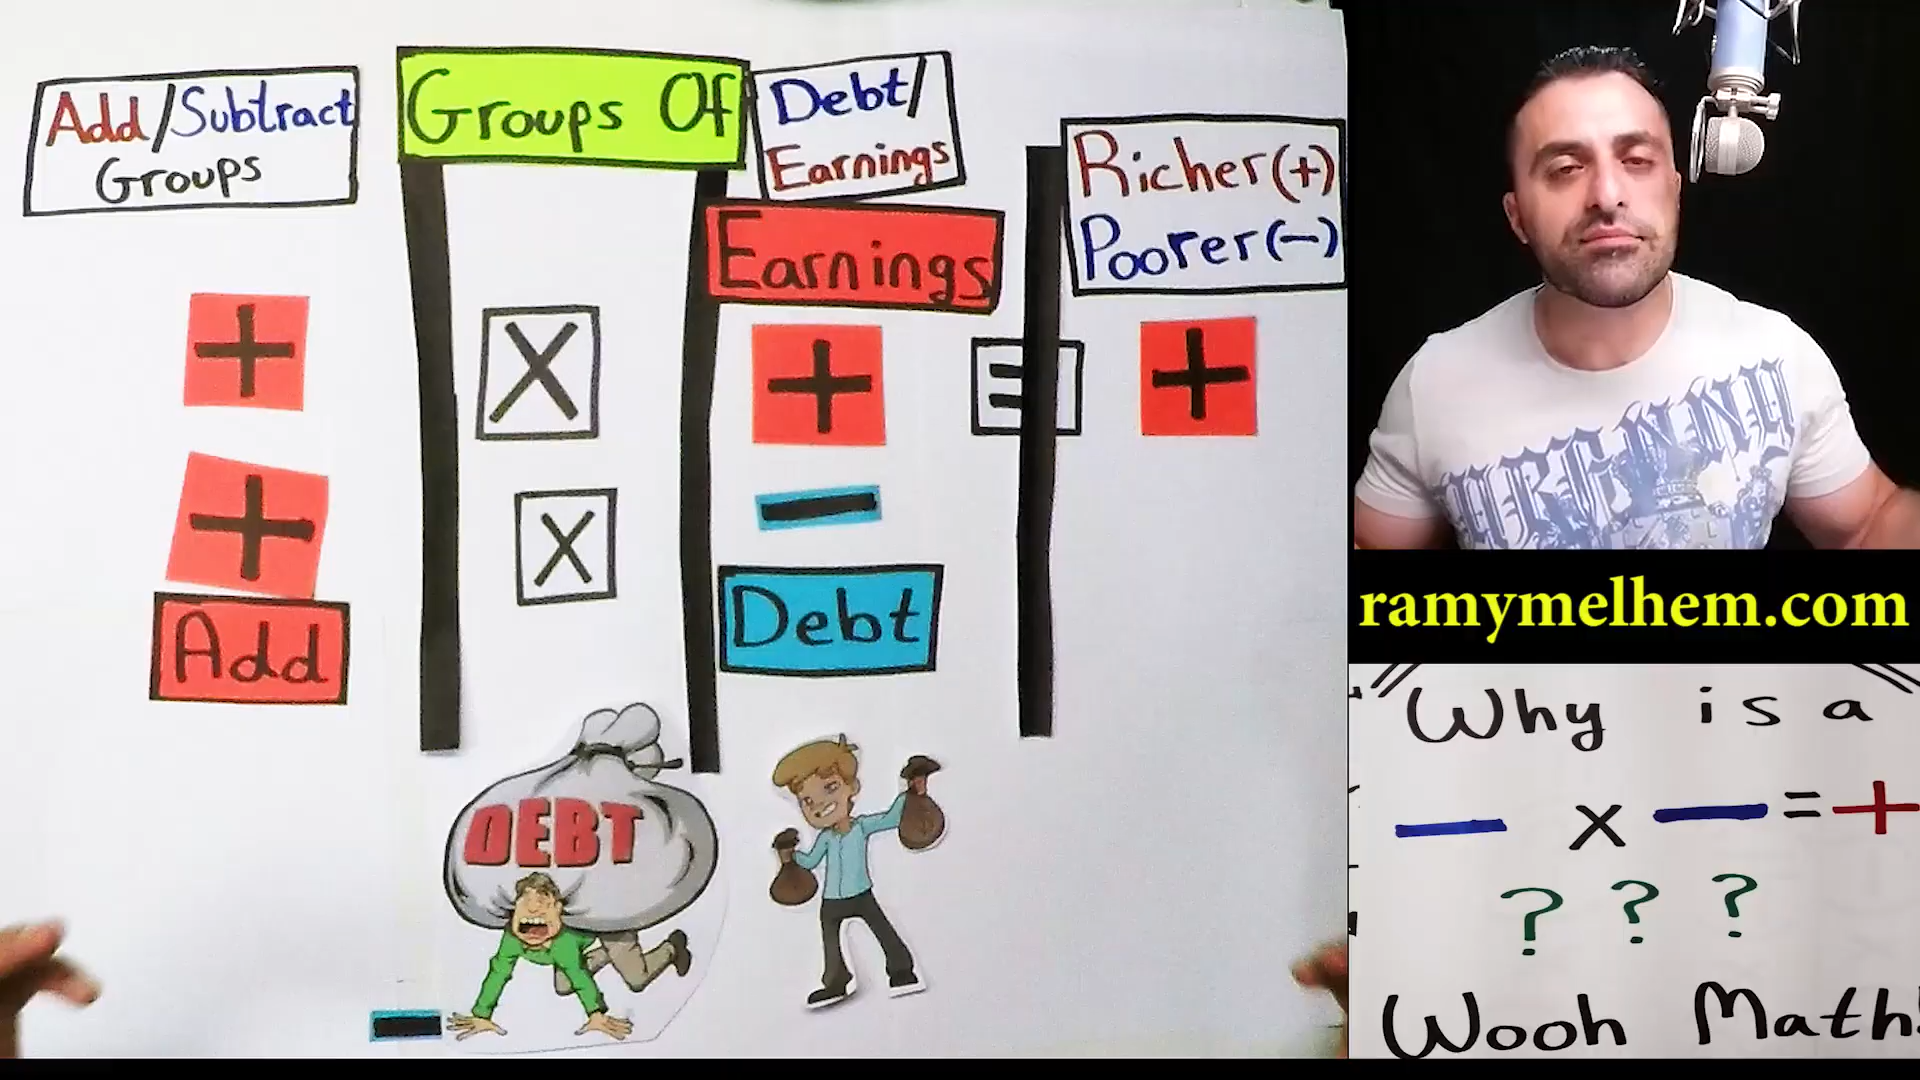 Add/Subtract
Groups
Groups Of
Debt/
Earnings
Richer (+)
Poorer (-)
Earnings
+ X + = +
+ X -
Add
Debt
DEBT
-
ramymelhem.com
Why is a
- x - = +
? ? ?
Wooh Math!